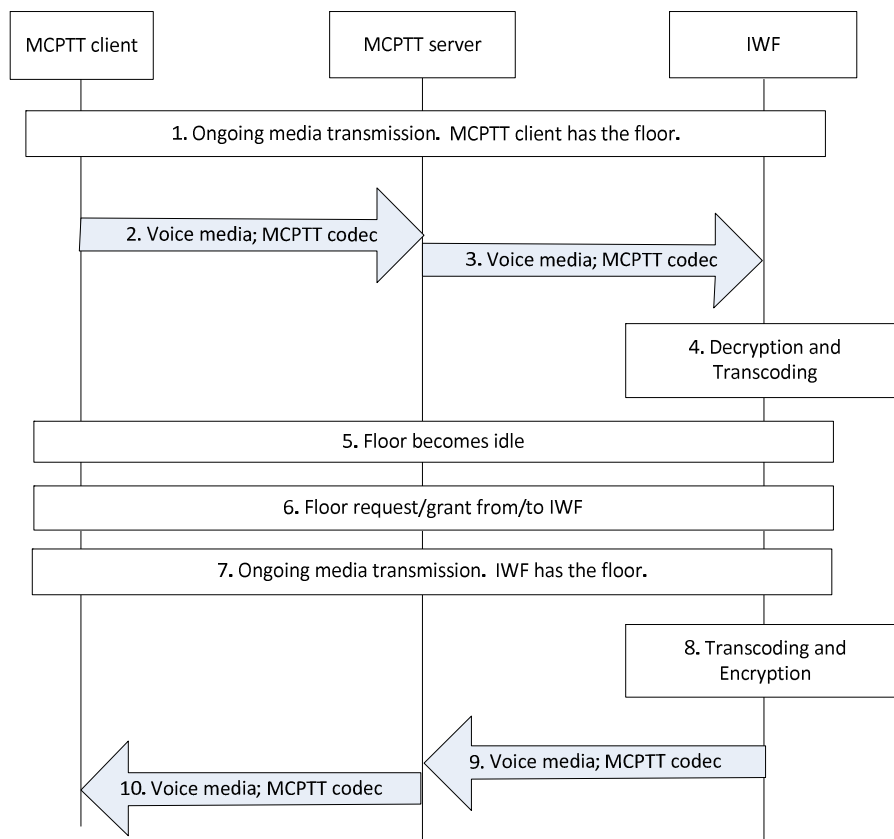 MCPTT client
MCPTT server
IWF
1. Ongoing media transmission.  MCPTT client has the floor.
2. Voice media; MCPTT codec
3. Voice media; MCPTT codec
4. Decryption and
Transcoding
5. Floor becomes idle
6. Floor request/grant from/to IWF
7. Ongoing media transmission.  IWF has the floor.
8. Transcoding and
Encryption
9. Voice media; MCPTT codec
10. Voice media; MCPTT codec